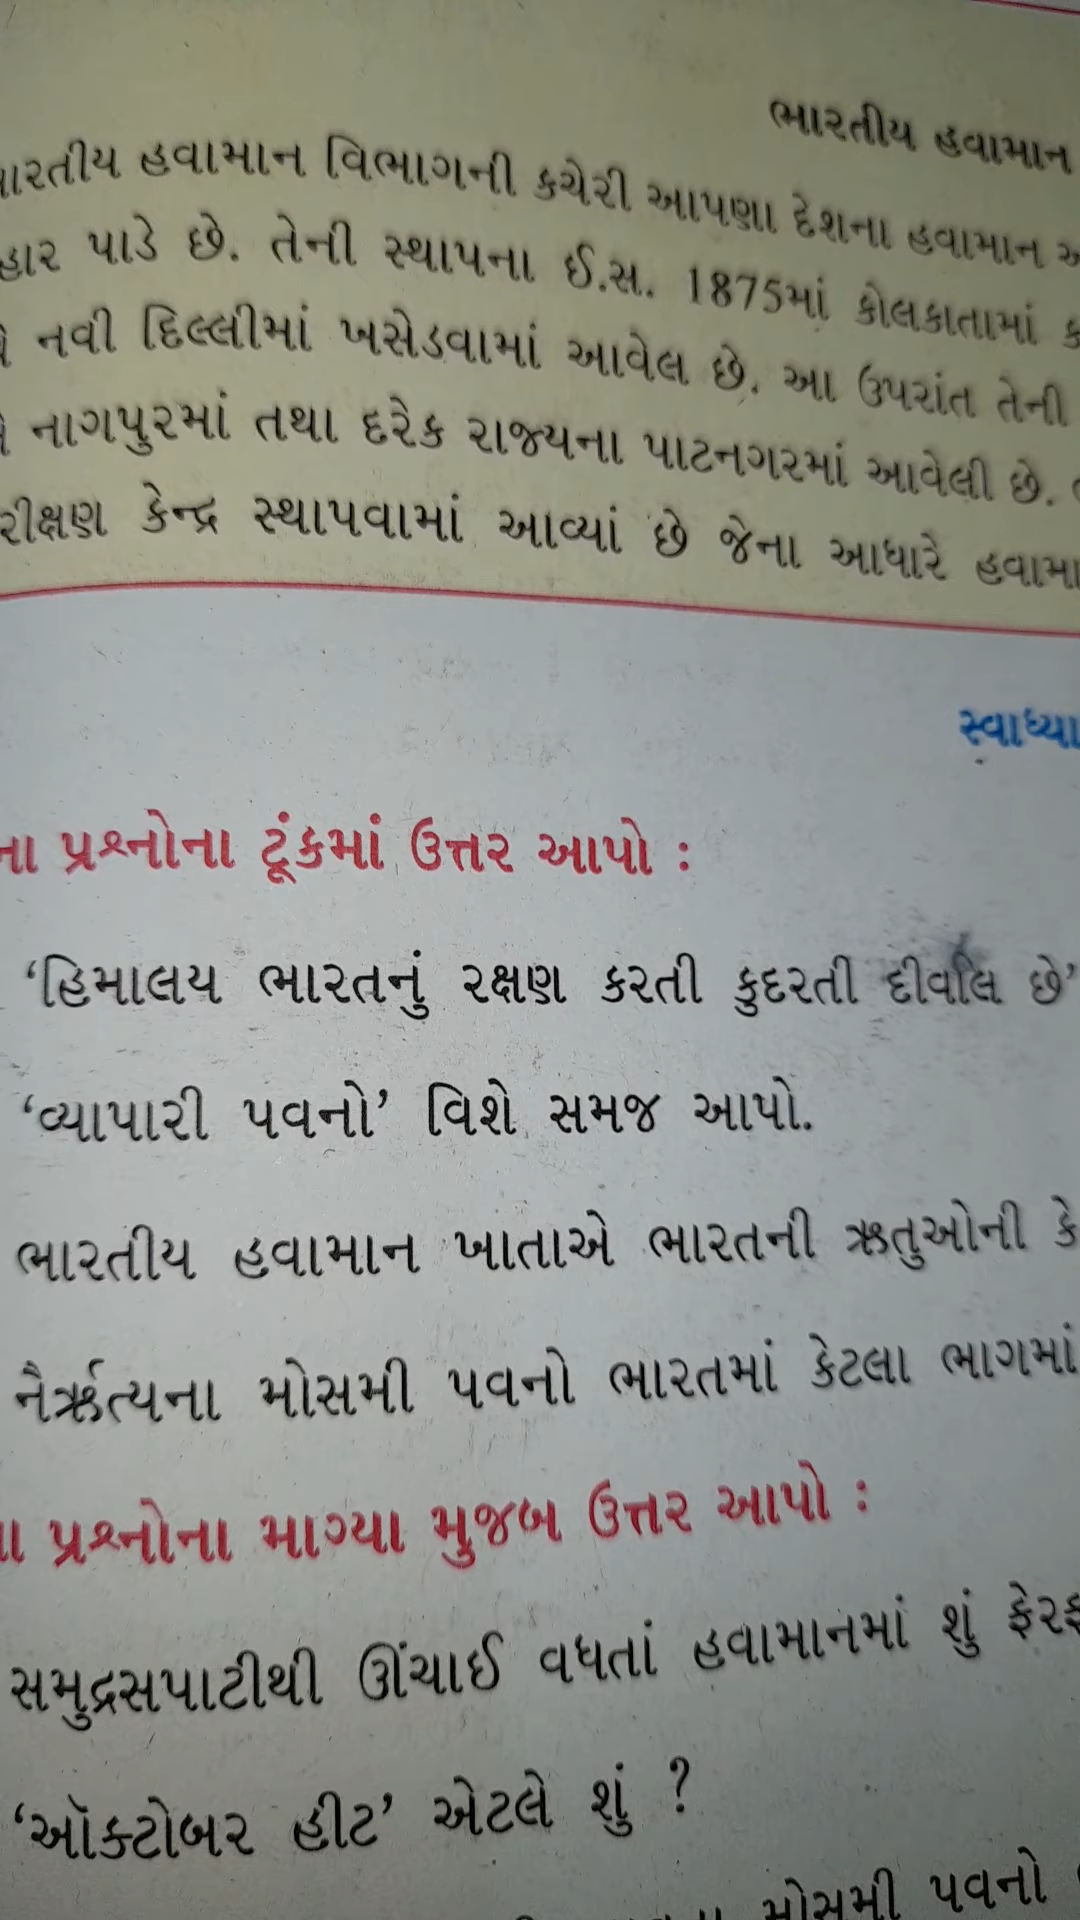 ભારતીય હવામાન
ભારતીય હવામાન વિભાગની કચેરી આપણા દેશના હવામાન
પાડે છે. તેની સ્થાપના ઈ.સ. 1875માં કોલકાતામાં
નવી દિલ્લીમાં ખસેડવામાં આવેલ છે. આ ઉપરાંત તેની
નાગપુરમાં તથા દરેક રાજ્યના પાટનગરમાં આવેલી છે.
કેન્દ્ર સ્થાપવામાં આવ્યાં છે જેના આધારે હવામા
સ્વાધ્યા
ના પ્રશ્નોના ટૂંકમાં ઉત્તર આપો :
‘હિમાલય ભારતનું રક્ષણ કરતી કુદરતી દીવાલ છે’
‘વ્યાપારી પવનો’ વિશે સમજ આપો.
ભારતીય હવામાન ખાતાએ ભારતની ઋતુઓની કે
નૈર્ઋત્યના મોસમી પવનો ભારતમાં કેટલા ભાગમાં
પ્રશ્નોના માગ્યા મુજબ ઉત્તર આપો :
સમુદ્રસપાટીથી ઊંચાઈ વધતાં હવામાનમાં શું ફેરફ
‘ઑક્ટોબર હીટ’ એટલે શું ?
મોસમી પવનો